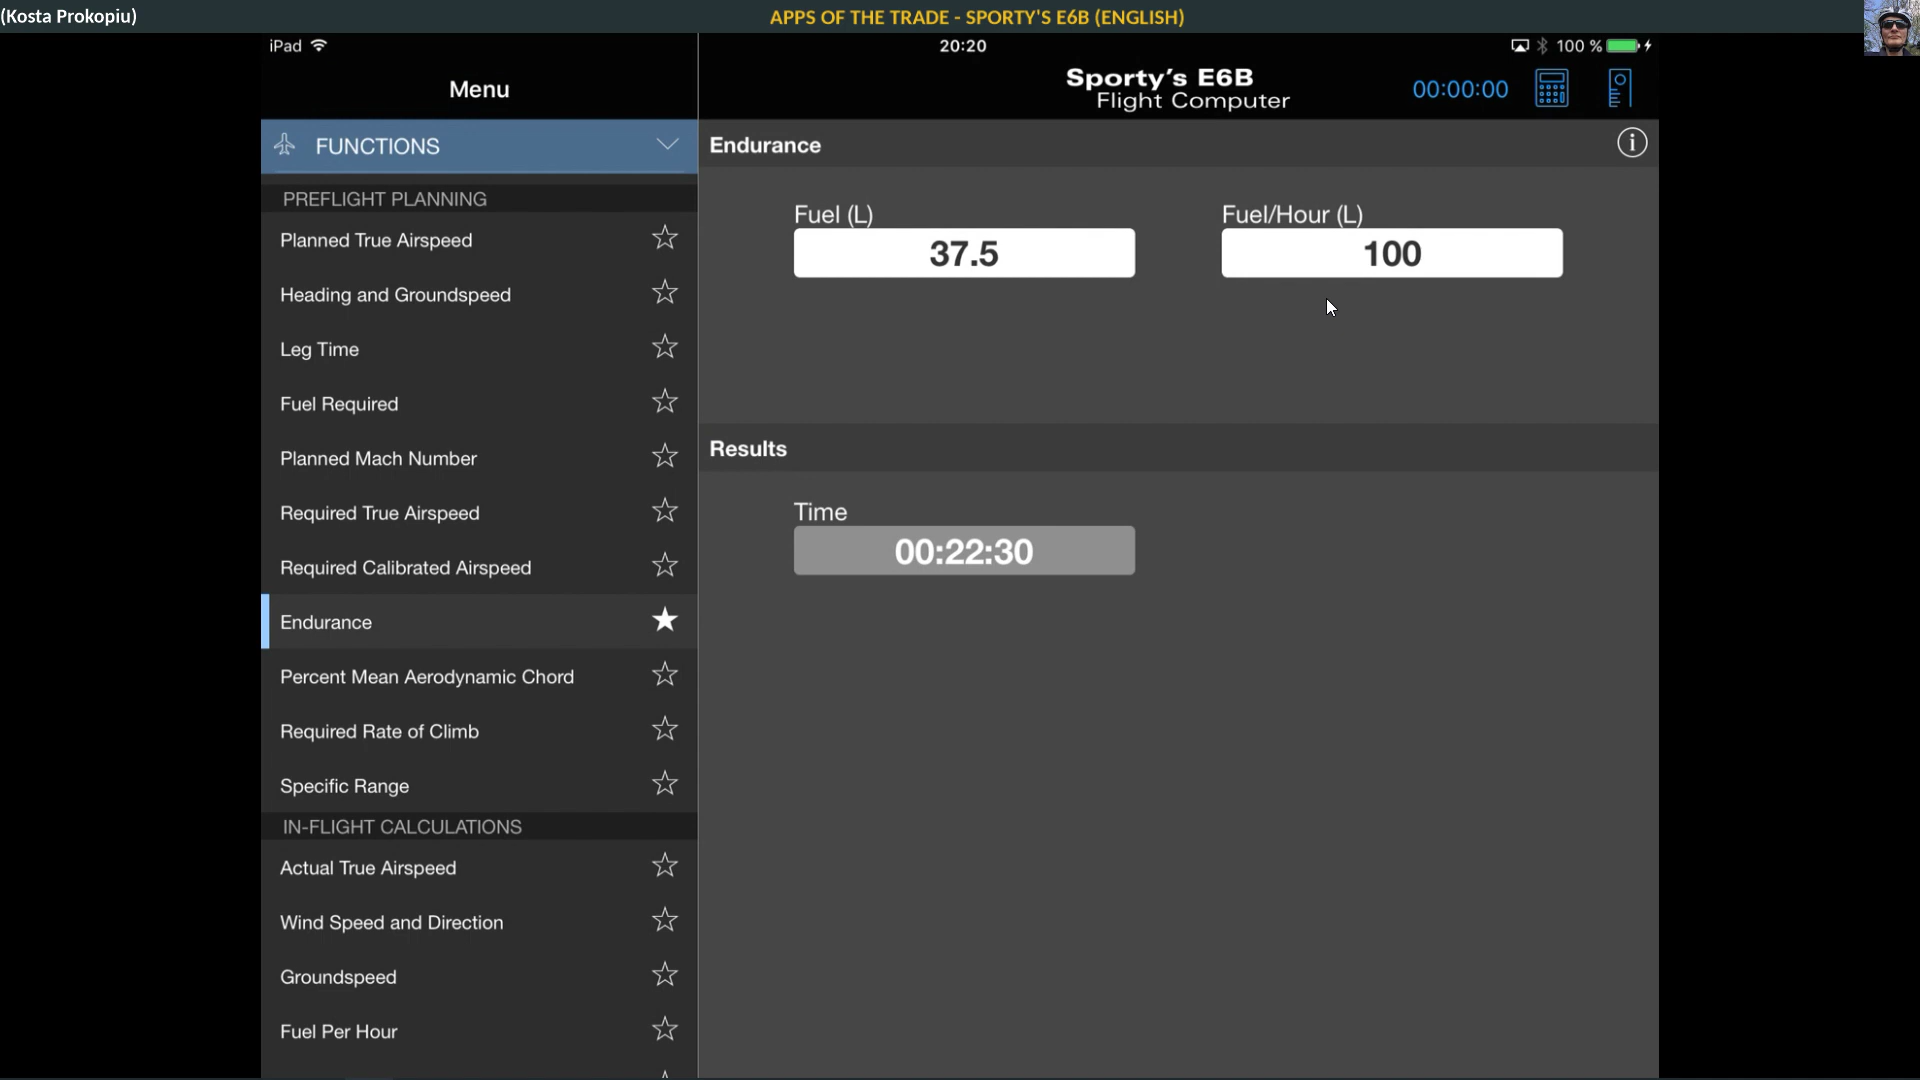 (Kosta Prokopiu)
APPS OF THE TRADE - SPORTY'S E6B (ENGLISH)
iPad
20:20
100 %
Menu
Sporty's E6B
Flight Computer
00:00:00
FUNCTIONS
PREFLIGHT PLANNING
Planned True Airspeed
Heading and Groundspeed
Leg Time
Fuel Required
Planned Mach Number
Required True Airspeed
Required Calibrated Airspeed
Endurance
Percent Mean Aerodynamic Chord
Required Rate of Climb
Specific Range
IN-FLIGHT CALCULATIONS
Actual True Airspeed
Wind Speed and Direction
Groundspeed
Fuel Per Hour
Endurance
Fuel (L)
Fuel/Hour (L)
37.5
100
Results
Time
00:22:30